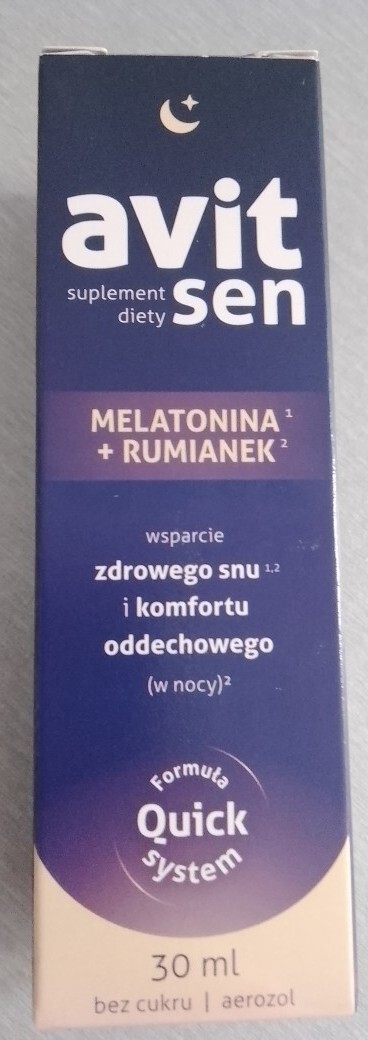 avit
suplement
diety
sen
MELATONINA ¹
+ RUMIANEK ²
wsparcie
zdrowego snu ¹,²
i komfortu
oddechowego
(w nocy)²
Formuła
Quick
system
30 ml
bez cukru | aerozol